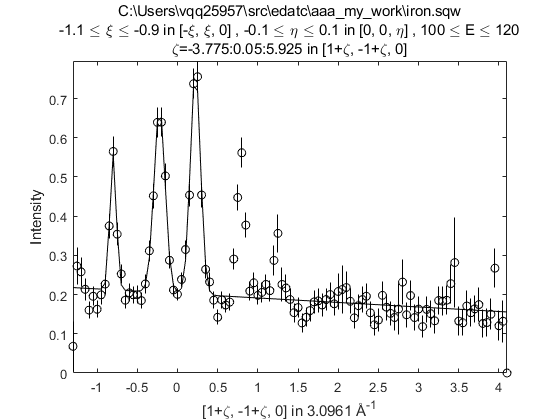 C:\Users\vqq25957\src\edatc\aaa_my_work\iron.sqw
-1.1 ≤ ξ ≤ -0.9 in [-ξ, ξ, 0] , -0.1 ≤ η ≤ 0.1 in [0, 0, η] , 100 ≤ E ≤ 120
ζ=-3.775:0.05:5.925 in [1+ζ, -1+ζ, 0]
0.7
0.6
0.5
0.4
0.3
0.2
0.1
0
Intensity
-1 -0.5 0 0.5 1 1.5 2 2.5 3 3.5 4
[1+ζ, -1+ζ, 0] in 3.0961 Å⁻¹